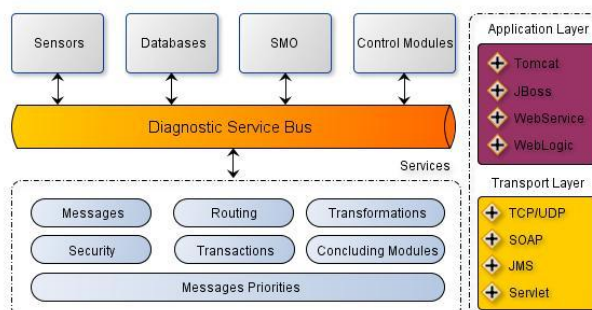 Sensors
Databases
SMO
Control Modules
Diagnostic Service Bus
Services
Messages
Routing
Transformations
Security
Transactions
Concluding Modules
Messages Priorities
Application Layer
Tomcat
JBoss
WebService
WebLogic
Transport Layer
TCP/UDP
SOAP
JMS
Servlet